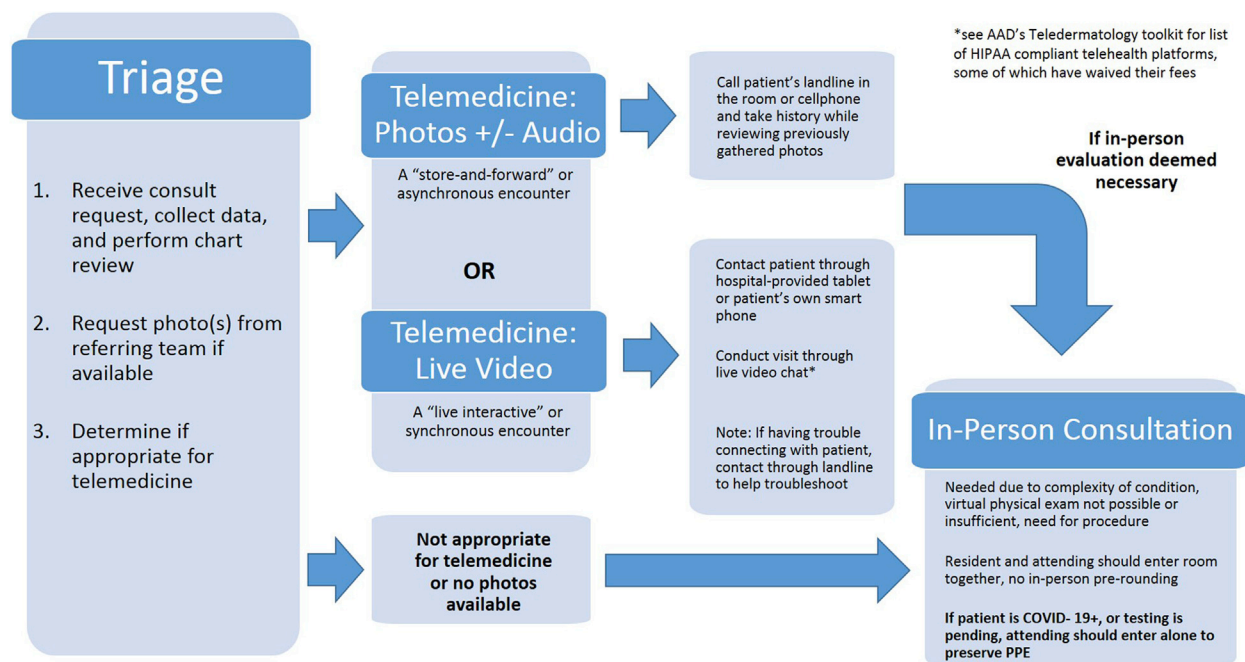 Triage
1. Receive consult
request, collect data,
and perform chart
review
2. Request photo(s) from
referring team if
available
3. Determine if
appropriate for
telemedicine
Telemedicine:
Photos +/- Audio
A “store-and-forward” or
asynchronous encounter
OR
Telemedicine:
Live Video
A “live interactive” or
synchronous encounter
Not appropriate
for telemedicine
or no photos
available
Call patient’s landline in
the room or cellphone
and take history while
reviewing previously
gathered photos
Contact patient through
hospital-provided tablet
or patient’s own smart
phone
Conduct visit through
live video chat*
Note: If having trouble
connecting with patient,
contact through landline
to help troubleshoot
*see AAD’s Teledermatology toolkit for list
of HIPAA compliant telehealth platforms,
some of which have waived their fees
If in-person
evaluation deemed
necessary
In-Person Consultation
Needed due to complexity of condition,
virtual physical exam not possible or
insufficient, need for procedure
Resident and attending should enter room
together, no in-person pre-rounding
If patient is COVID- 19+, or testing is
pending, attending should enter alone to
preserve PPE